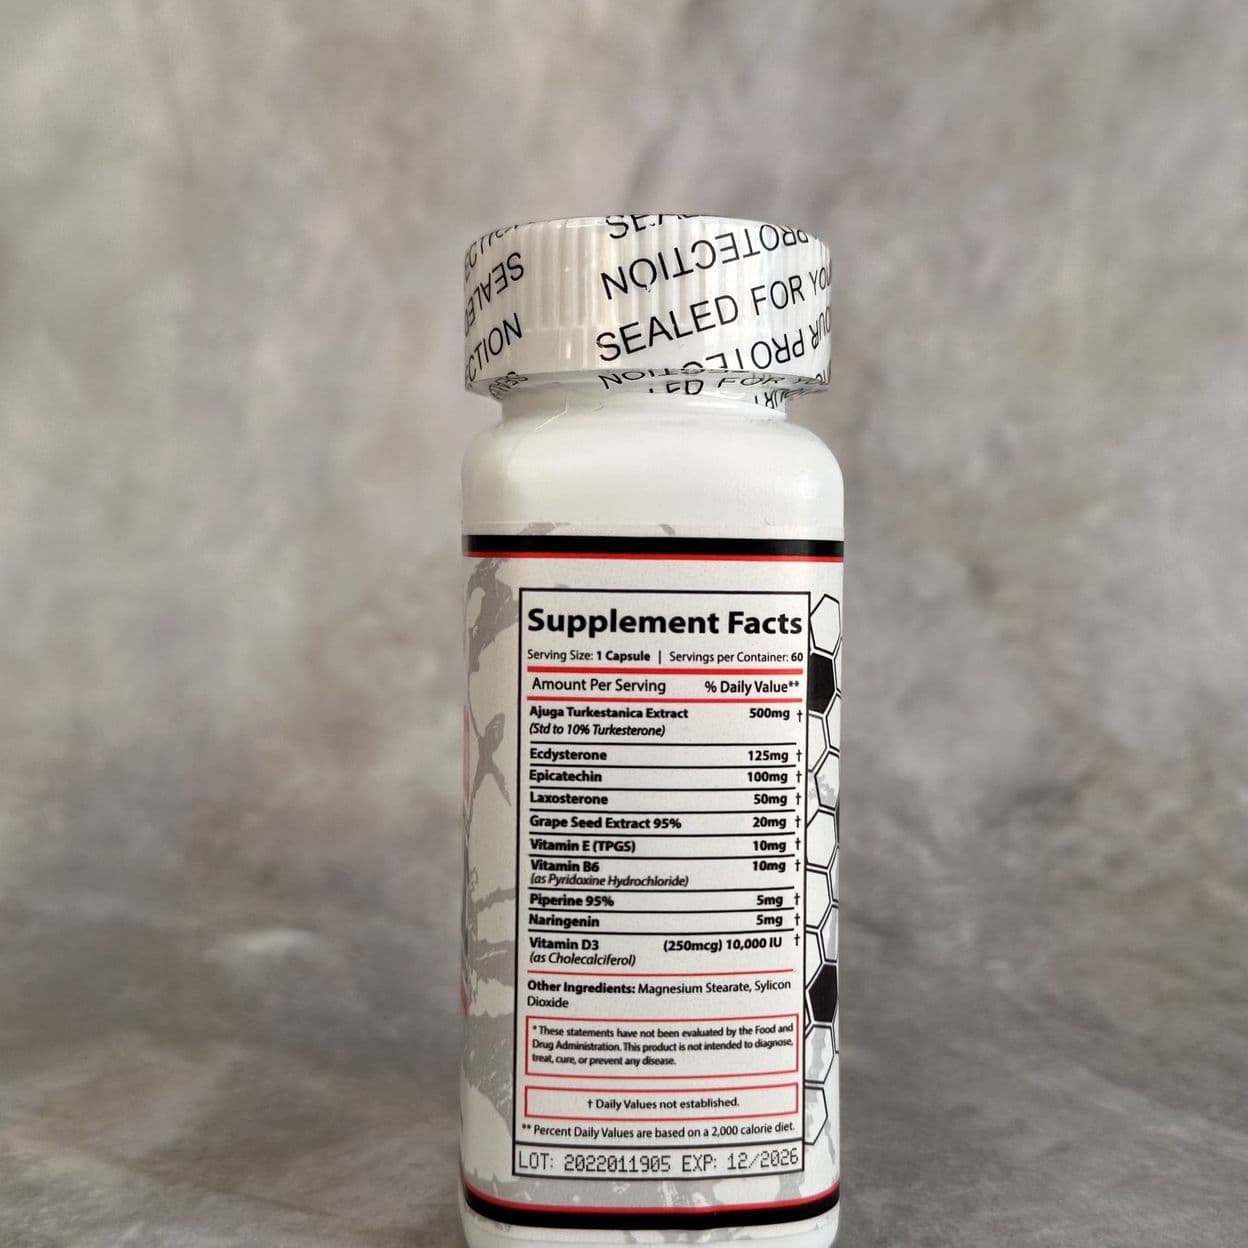 SEALED
PROTECTION
SEALED FOR YOU
CTION
Supplement Facts
Serving Size: 1 Capsule | Servings per Container: 60
Amount Per Serving % Daily Value**
Ajuga Turkestanica Extract 500mg †
(Std to 10% Turkesterone)
Ecdysterone 125mg †
Epicatechin 100mg †
Laxosterone 50mg †
Grape Seed Extract 95% 20mg †
Vitamin E (TPGS) 10mg †
Vitamin B6 10mg †
(as Pyridoxine Hydrochloride)
Piperine 95% 5mg †
Naringenin 5mg †
Vitamin D3 (250mcg) 10,000 IU †
(as Cholecalciferol)
Other Ingredients: Magnesium Stearate, Sylicon
Dioxide
* These statements have not been evaluated by the Food and
Drug Administration. This product is not intended to diagnose,
treat, cure, or prevent any disease.
† Daily Values not established.
** Percent Daily Values are based on a 2,000 calorie diet.
LOT: 2022011905 EXP: 12/2026